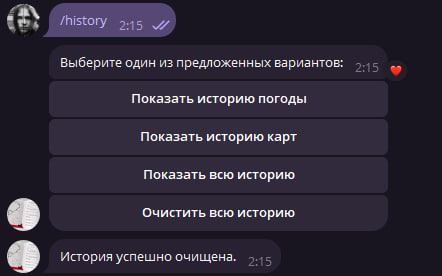 /history 2:15
Выберите один из предложенных вариантов: 2:15
Показать историю погоды
Показать историю карт
Показать всю историю
Очистить всю историю
История успешно очищена. 2:15